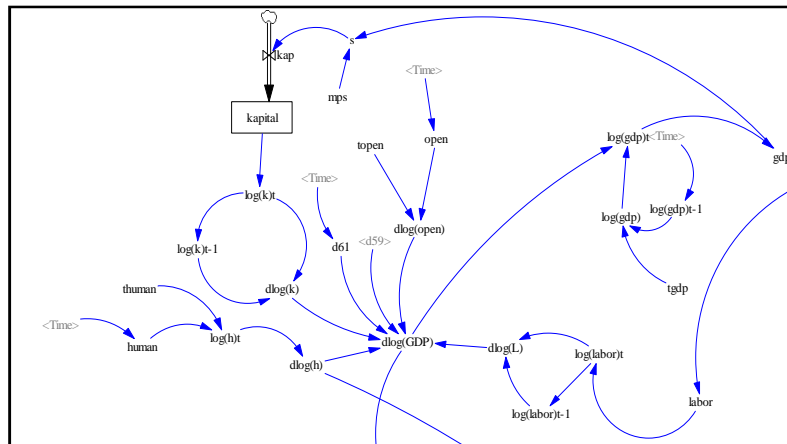 s
kap
<Time>
mps
kapital
open
topen
log(gdp)t
<Time>
gdp
<Time>
log(k)t
log(gdp)t-1
log(gdp)
dlog(open)
log(k)t-1
d61
<d59>
thuman
dlog(k)
tgdp
<Time>
human
log(h)t
dlog(GDP)
dlog(L)
log(labor)t
dlog(h)
labor
log(labor)t-1